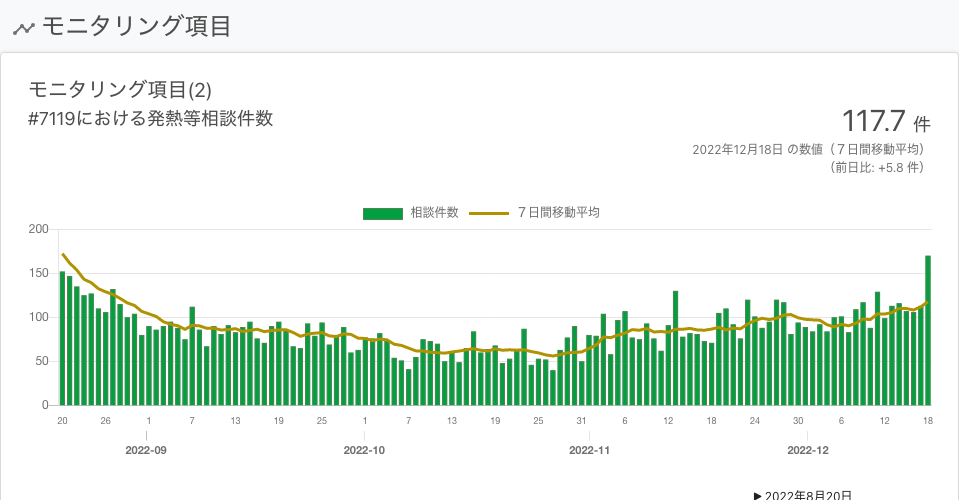 モニタリング項目
モニタリング項目(2)
#7119における発熱等相談件数
117.7 件
2022年12月18日 の数値（７日間移動平均）
（前日比: +5.8 件）
相談件数 ７日間移動平均
200
150
100
50
0
20 26 1 7 13 19 25 1 7 13 19 25 31 6 12 18 24 30 6 12 18
2022-09 2022-10 2022-11 2022-12
▶ 2022年8月20日